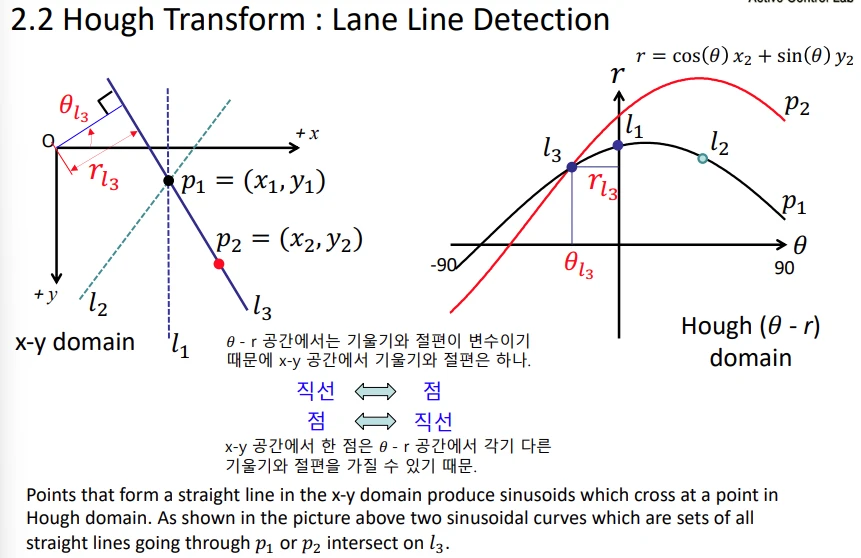 2.2 Hough Transform : Lane Line Detection
θ_l₃
O
+x
r_l₃
p₁ = (x₁, y₁)
p₂ = (x₂, y₂)
+y
l₂
l₁
l₃
x-y domain
r = cos(θ) x₂ + sin(θ) y₂
r
p₂
l₁
l₂
l₃
r_l₃
p₁
θ
-90
θ_l₃
90
Hough (θ - r)
domain
θ - r 공간에서는 기울기와 절편이 변수이기
때문에 x-y 공간에서 기울기와 절편은 하나.
직선 점
점 직선
x-y 공간에서 한 점은 θ - r 공간에서 각기 다른
기울기와 절편을 가질 수 있기 때문.
Points that form a straight line in the x-y domain produce sinusoids which cross at a point in
Hough domain. As shown in the picture above two sinusoidal curves which are sets of all
straight lines going through p₁ or p₂ intersect on l₃.